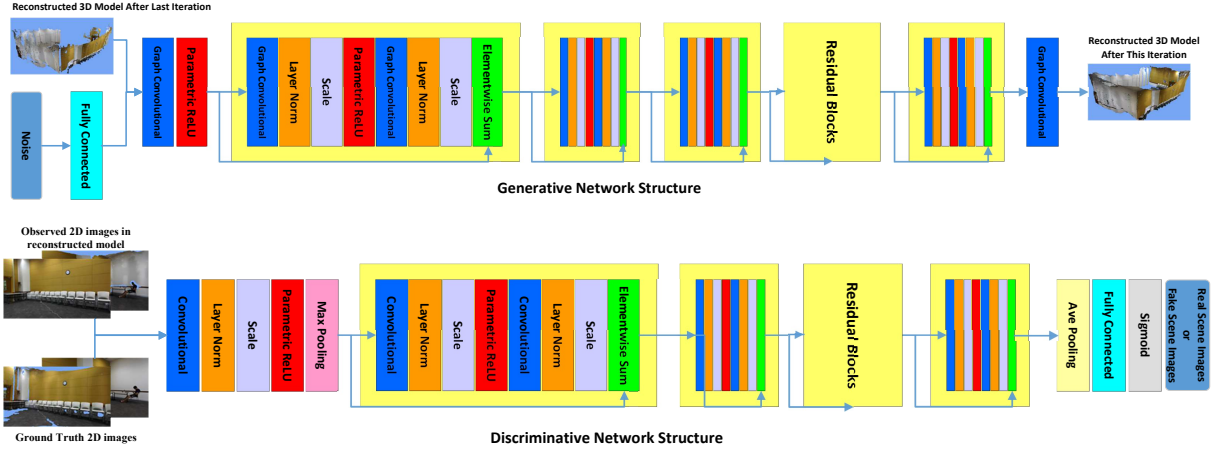 Reconstructed 3D Model After Last Iteration
Noise
Fully Connected
Graph Convolutional
Parametric ReLU
Graph Convolutional
Layer Norm
Scale
Parametric ReLU
Graph Convolutional
Layer Norm
Scale
Elementwise Sum
Residual Blocks
Graph Convolutional
Reconstructed 3D Model
After This Iteration
Generative Network Structure
Observed 2D images in
reconstructed model
Ground Truth 2D images
Convolutional
Layer Norm
Scale
Parametric ReLU
Max Pooling
Convolutional
Layer Norm
Scale
Parametric ReLU
Convolutional
Layer Norm
Scale
Elementwise Sum
Residual Blocks
Ave Pooling
Fully Connected
Sigmoid
Real Scene Images
or
Fake Scene Images
Discriminative Network Structure